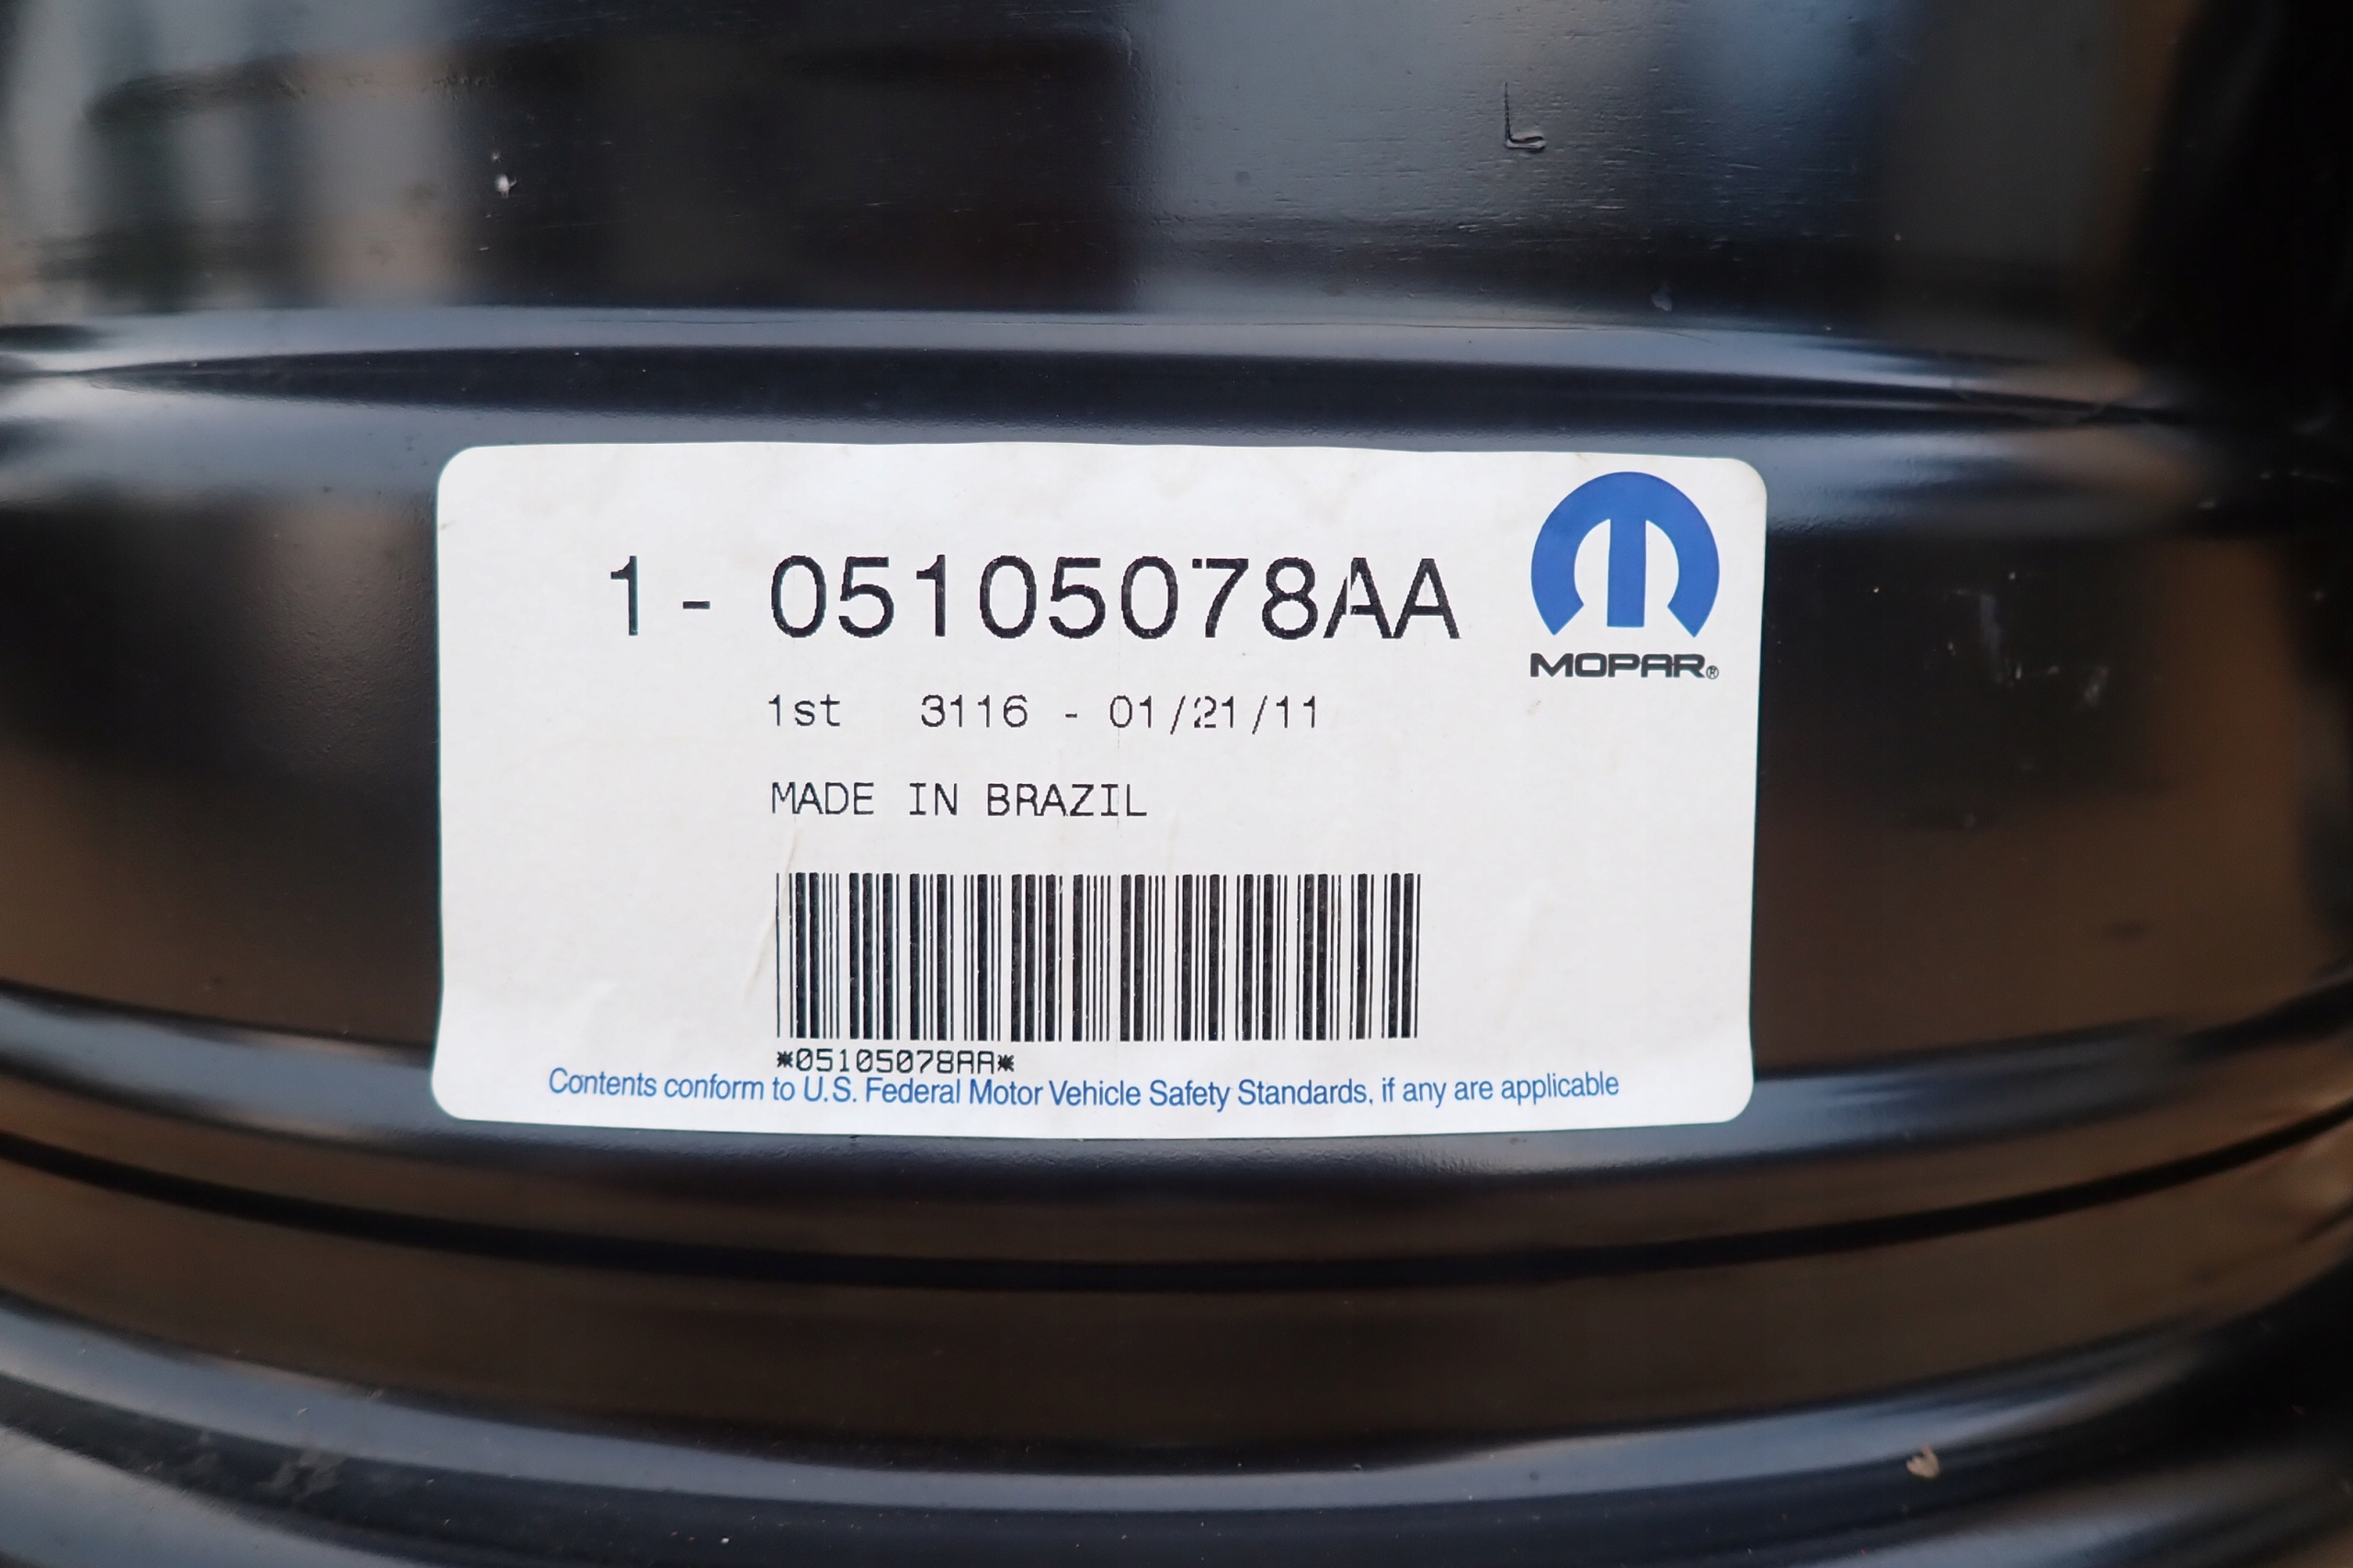 L
1 - 05105078AA
MOPAR®
1st 3116 - 01/21/11
MADE IN BRAZIL
*05105078AA*
Contents conform to U.S. Federal Motor Vehicle Safety Standards, if any are applicable